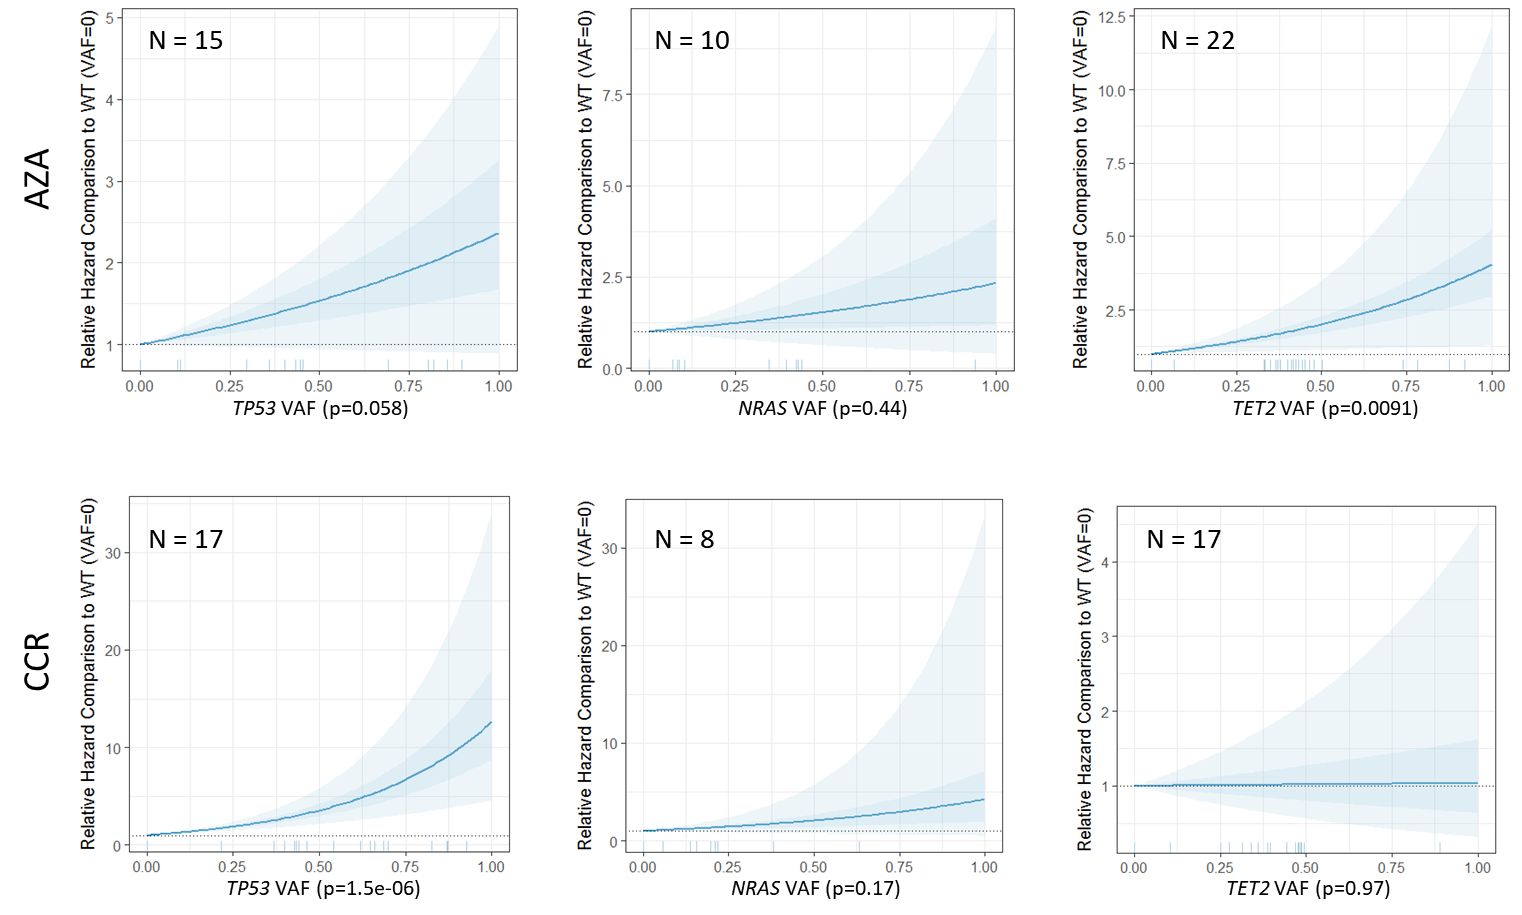 AZA
Relative Hazard Comparison to WT (VAF=0)
N = 15
5
4
3
2
1
0.00 0.25 0.50 0.75 1.00
TP53 VAF (p=0.058)
Relative Hazard Comparison to WT (VAF=0)
N = 10
7.5
5.0
2.5
0.0
0.00 0.25 0.50 0.75 1.00
NRAS VAF (p=0.44)
Relative Hazard Comparison to WT (VAF=0)
N = 22
12.5
10.0
7.5
5.0
2.5
0.00 0.25 0.50 0.75 1.00
TET2 VAF (p=0.0091)
CCR
Relative Hazard Comparison to WT (VAF=0)
N = 17
30
20
10
0
0.00 0.25 0.50 0.75 1.00
TP53 VAF (p=1.5e-06)
Relative Hazard Comparison to WT (VAF=0)
N = 8
30
20
10
0
0.00 0.25 0.50 0.75 1.00
NRAS VAF (p=0.17)
Relative Hazard Comparison to WT (VAF=0)
N = 17
4
3
2
1
0.00 0.25 0.50 0.75 1.00
TET2 VAF (p=0.97)